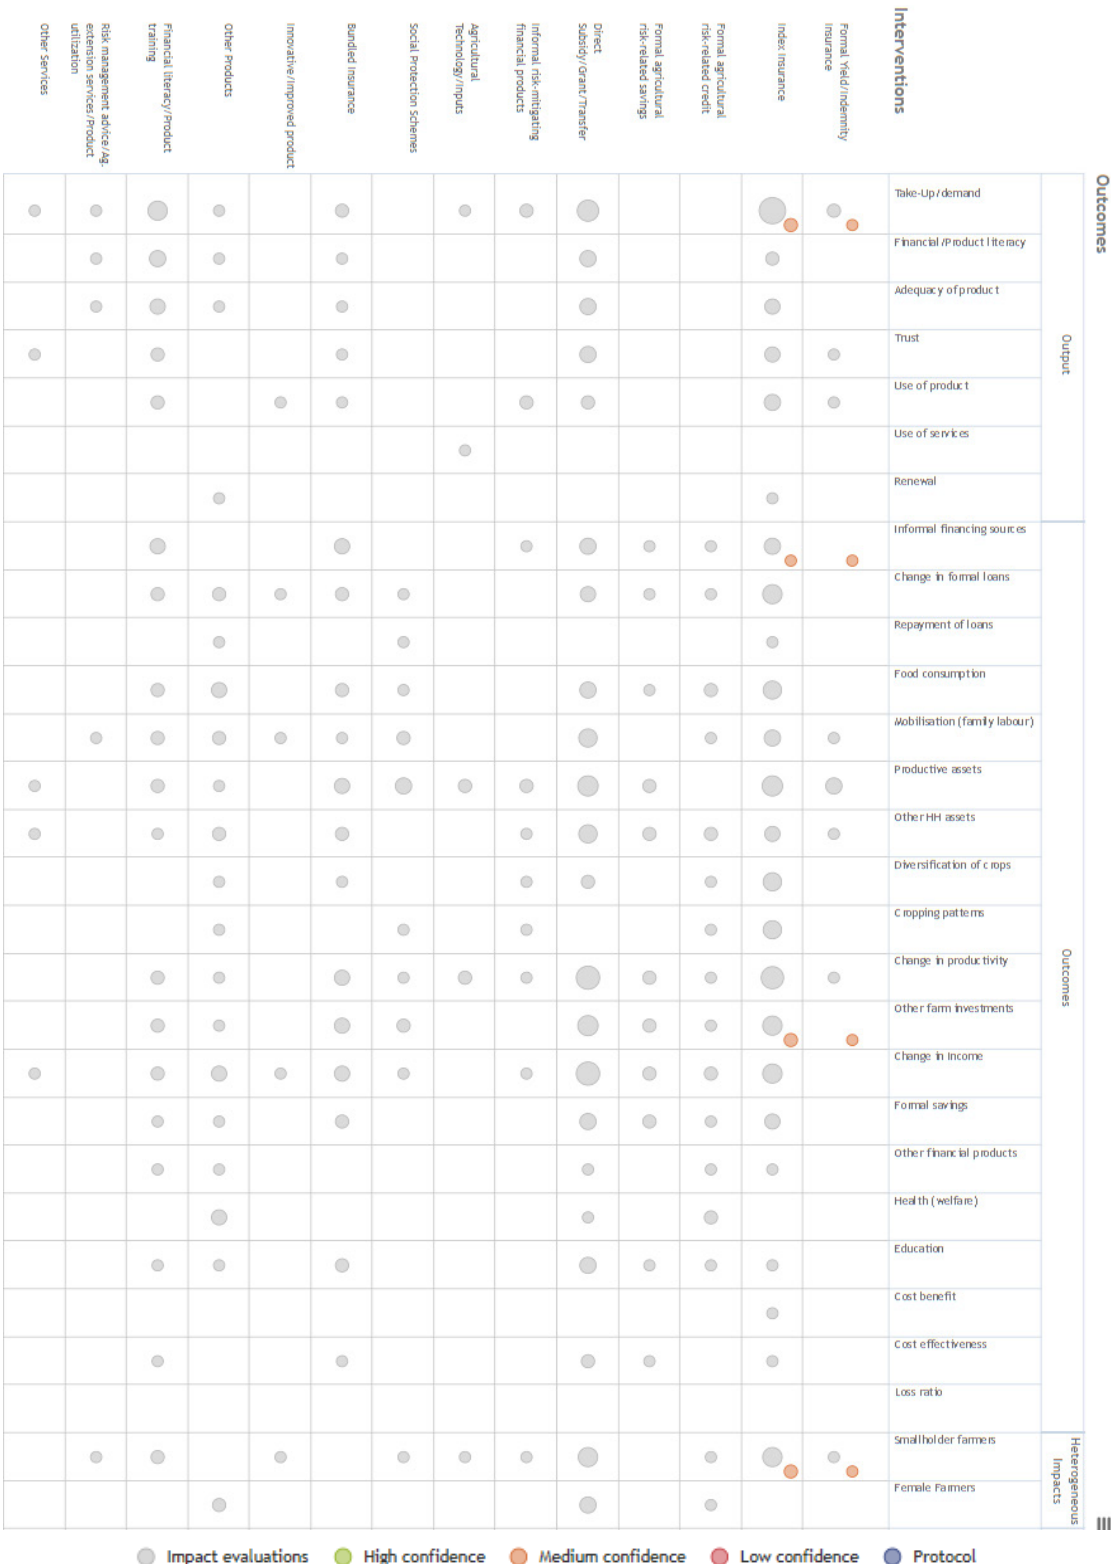 Interventions
Outcomes
Formal Yield/Indemnity
Insurance
Index Insurance
Formal agricultural
risk-related credit
Formal agricultural
risk-related savings
Direct
Subsidy/Grant/Transfer
Informal risk-mitigating
financial products
Agricultural
Technology/Inputs
Social Protection Schemes
Bundled Insurance
Innovative/Improved product
Other Products
Financial literacy/Product
training
Risk management advice/Ag.
extension services/Product
utilization
Other Services
Output
Take-Up/demand
Financial /Product literacy
Adequacy of product
Trust
Use of product
Use of services
Renewal
Outcomes
Informal financing sources
Change in formal loans
Repayment of loans
Food consumption
Mobilisation (family labour)
Productive assets
Other HH assets
Diversification of crops
Cropping patterns
Change in productivity
Other farm investments
Change in Income
Formal savings
Other financial products
Health (welfare)
Education
Cost benefit
Cost effectiveness
Loss ratio
Heterogeneous
Impacts
Smallholder farmers
Female Farmers
Impact evaluations
High confidence
Medium confidence
Low confidence
Protocol